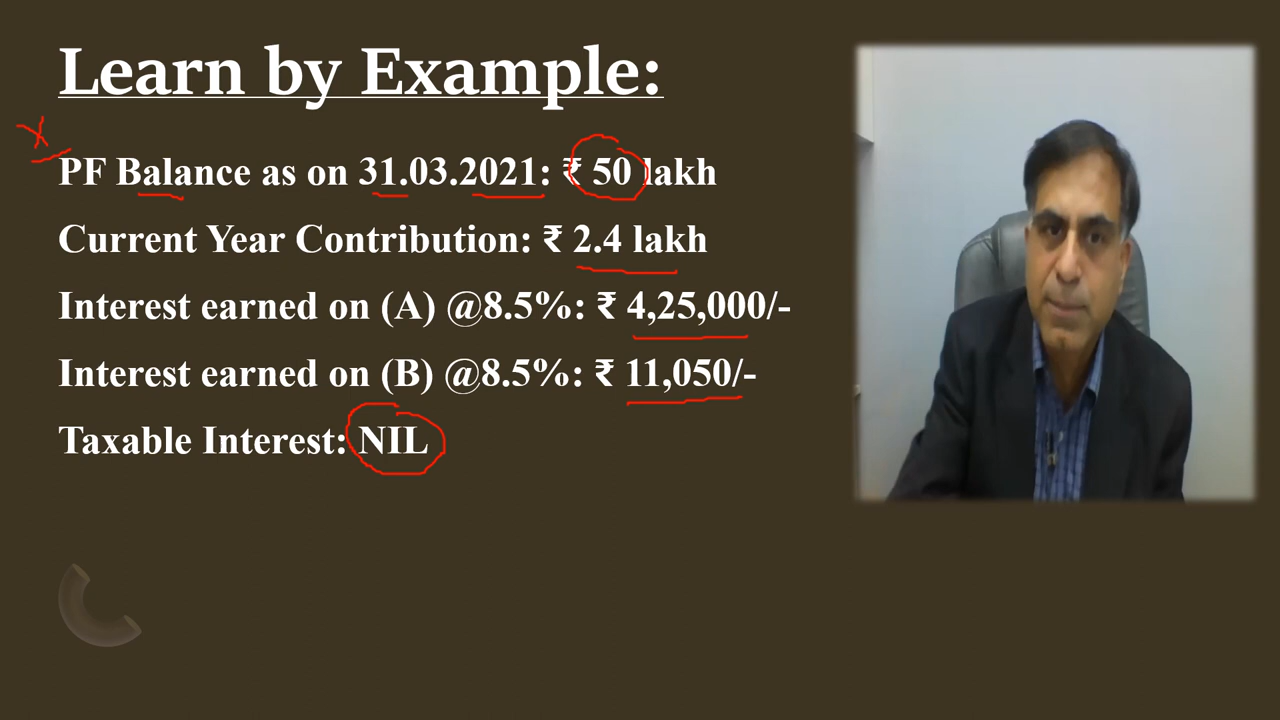 Learn by Example:
X
PF Balance as on 31.03.2021: ₹ 50 lakh
Current Year Contribution: ₹ 2.4 lakh
Interest earned on (A) @8.5%: ₹ 4,25,000/-
Interest earned on (B) @8.5%: ₹ 11,050/-
Taxable Interest: NIL